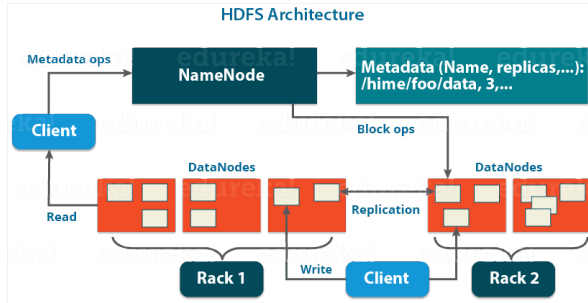 HDFS Architecture
Metadata ops
NameNode
Metadata (Name, replicas,...):
/hime/foo/data, 3,...
Client
Block ops
DataNodes
DataNodes
Read
Replication
Rack 1
Write
Client
Rack 2
edureka!